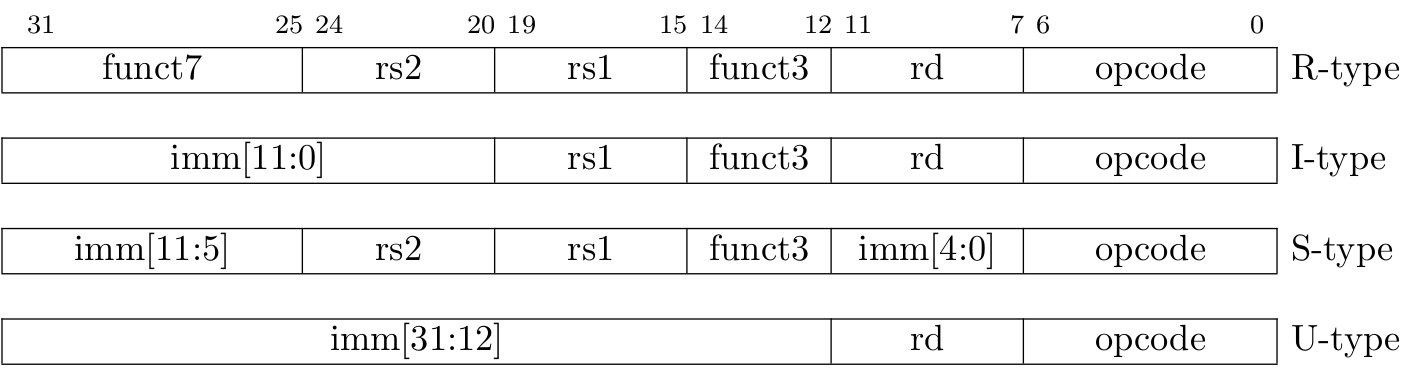 31 25 24 20 19 15 14 12 11 7 6 0
funct7 rs2 rs1 funct3 rd opcode R-type
imm[11:0] rs1 funct3 rd opcode I-type
imm[11:5] rs2 rs1 funct3 imm[4:0] opcode S-type
imm[31:12] rd opcode U-type